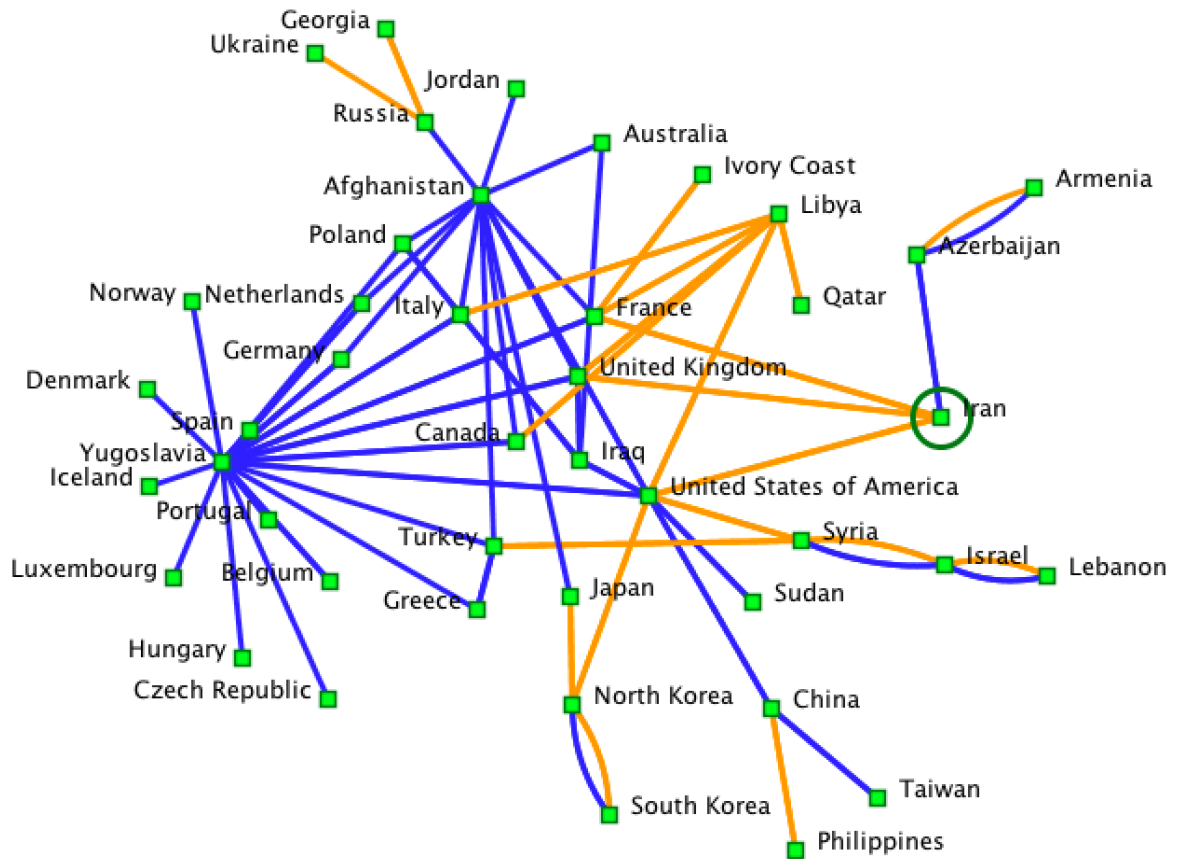 Georgia
Ukraine
Jordan
Russia
Australia
Ivory Coast
Armenia
Afghanistan
Libya
Poland
Azerbaijan
Norway
Netherlands
Italy
France
Qatar
Germany
United Kingdom
Denmark
Iran
Spain
Canada
Yugoslavia
Iraq
Iceland
United States of America
Portugal
Turkey
Syria
Israel
Luxembourg
Belgium
Lebanon
Greece
Japan
Sudan
Hungary
Czech Republic
North Korea
China
Taiwan
South Korea
Philippines